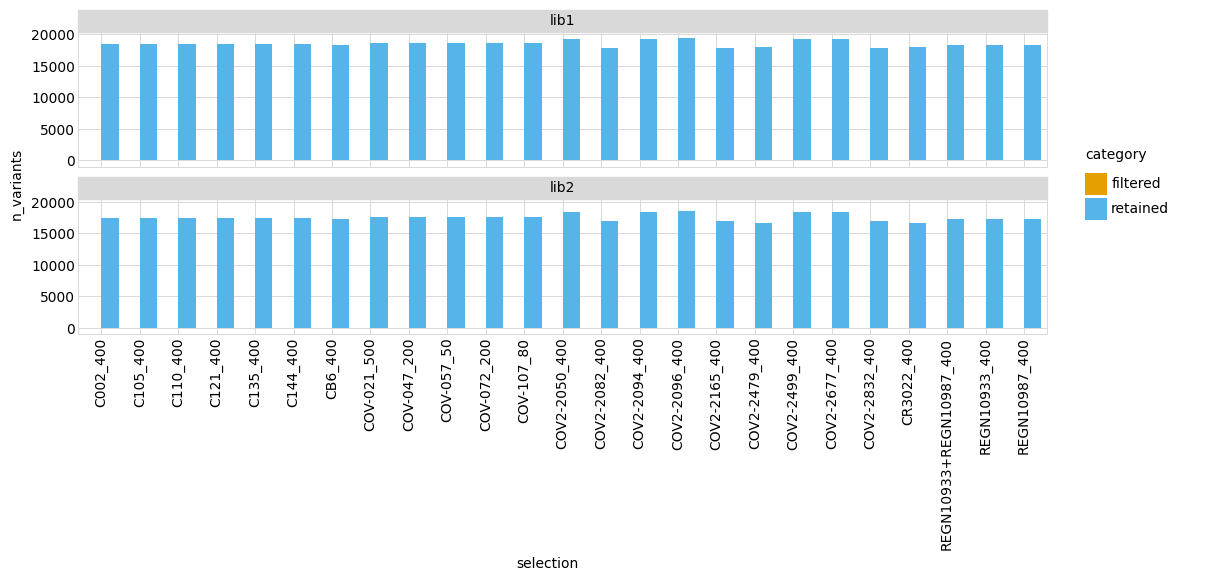 lib1
20000
15000
10000
5000
0
n_variants
lib2
20000
15000
10000
5000
0
C002_400
C105_400
C110_400
C121_400
C135_400
C144_400
CB6_400
COV-021_500
COV-047_200
COV-057_50
COV-072_200
COV-107_80
COV2-2050_400
COV2-2082_400
COV2-2094_400
COV2-2096_400
COV2-2165_400
COV2-2479_400
COV2-2499_400
COV2-2677_400
COV2-2832_400
CR3022_400
REGN10933+REGN10987_400
REGN10933_400
REGN10987_400
selection
category
filtered
retained